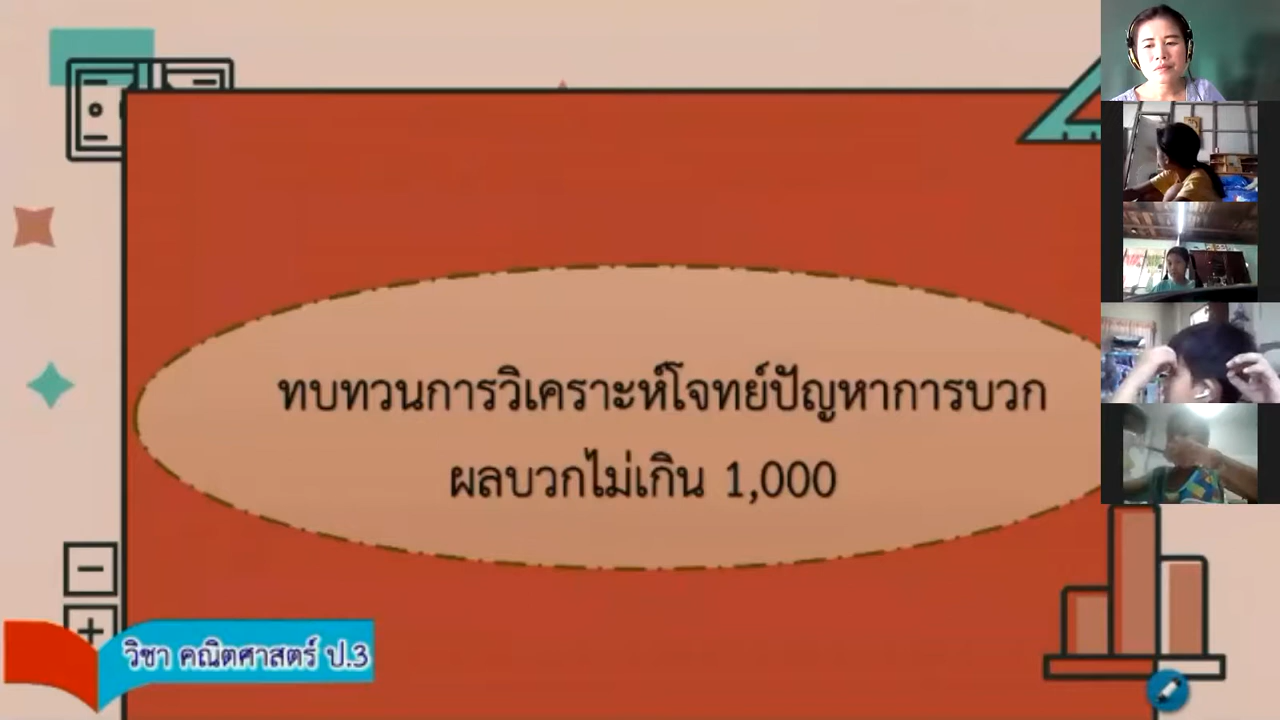 ทบทวนการวิเคราะห์โจทย์ปัญหาการบวก
ผลบวกไม่เกิน 1,000
วิชา คณิตศาสตร์ ป.3